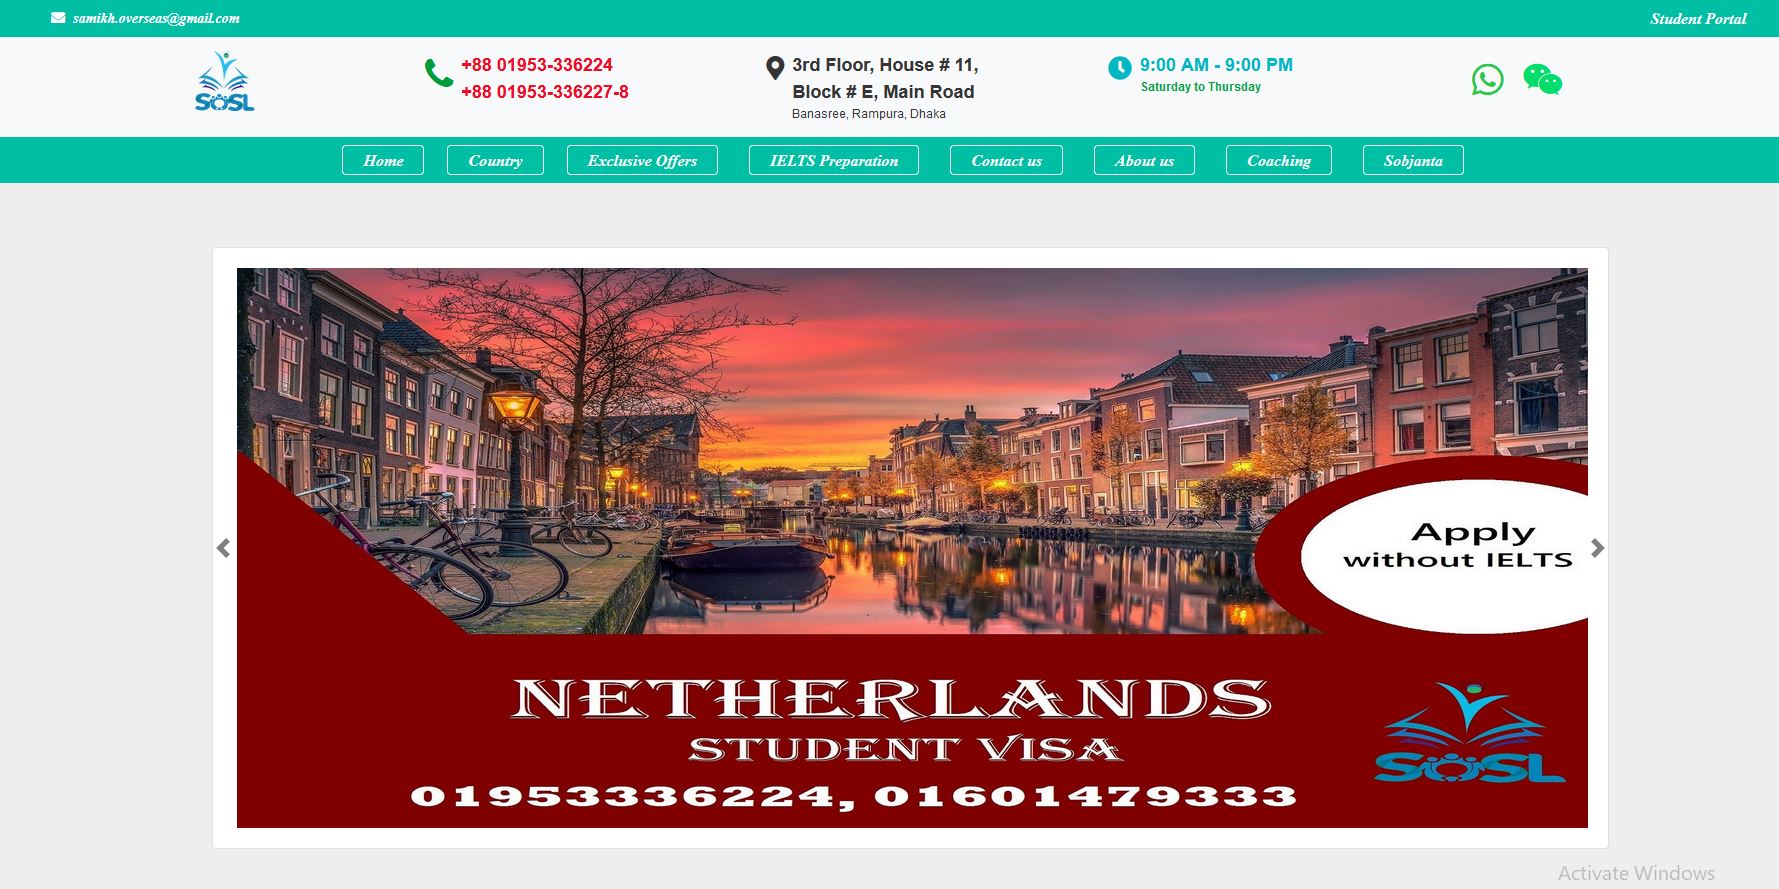 samikh.overseas@gmail.com
Student Portal
SOSL
+88 01953-336224
+88 01953-336227-8
3rd Floor, House # 11,
Block # E, Main Road
Banasree, Rampura, Dhaka
9:00 AM - 9:00 PM
Saturday to Thursday
Home
Country
Exclusive Offers
IELTS Preparation
Contact us
About us
Coaching
Sobjanta
Apply
without IELTS
NETHERLANDS
STUDENT VISA
01953336224, 01601479333
SOSL
Activate Windows